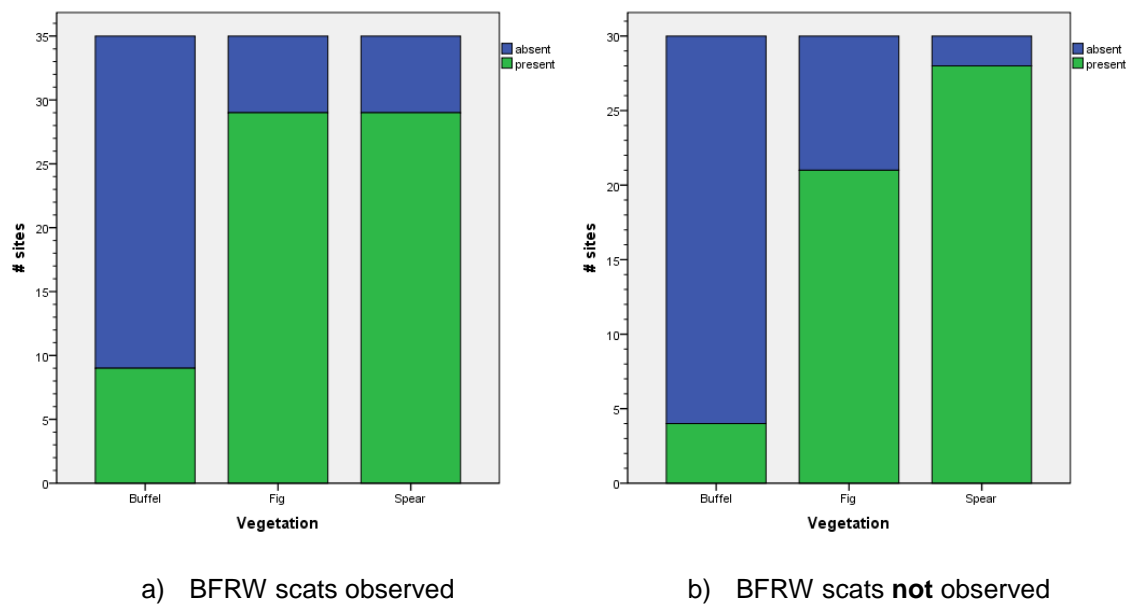 35
30
25
20
15
10
5
0
# sites
Buffel Fig Spear
Vegetation
absent
present
a) BFRW scats observed
30
25
20
15
10
5
0
# sites
Buffel Fig Spear
Vegetation
absent
present
b) BFRW scats not observed